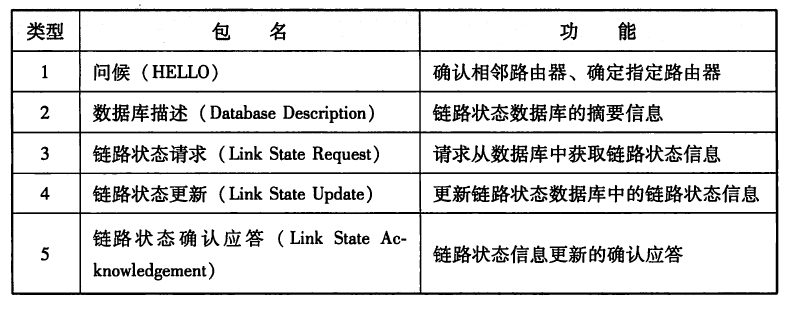 类型 包 名 功 能
1 问候（HELLO） 确认相邻路由器、确定指定路由器
2 数据库描述（Database Description） 链路状态数据库的摘要信息
3 链路状态请求（Link State Request） 请求从数据库中获取链路状态信息
4 链路状态更新（Link State Update） 更新链路状态数据库中的链路状态信息
5 链路状态确认应答（Link State Ac-
knowledgement） 链路状态信息更新的确认应答